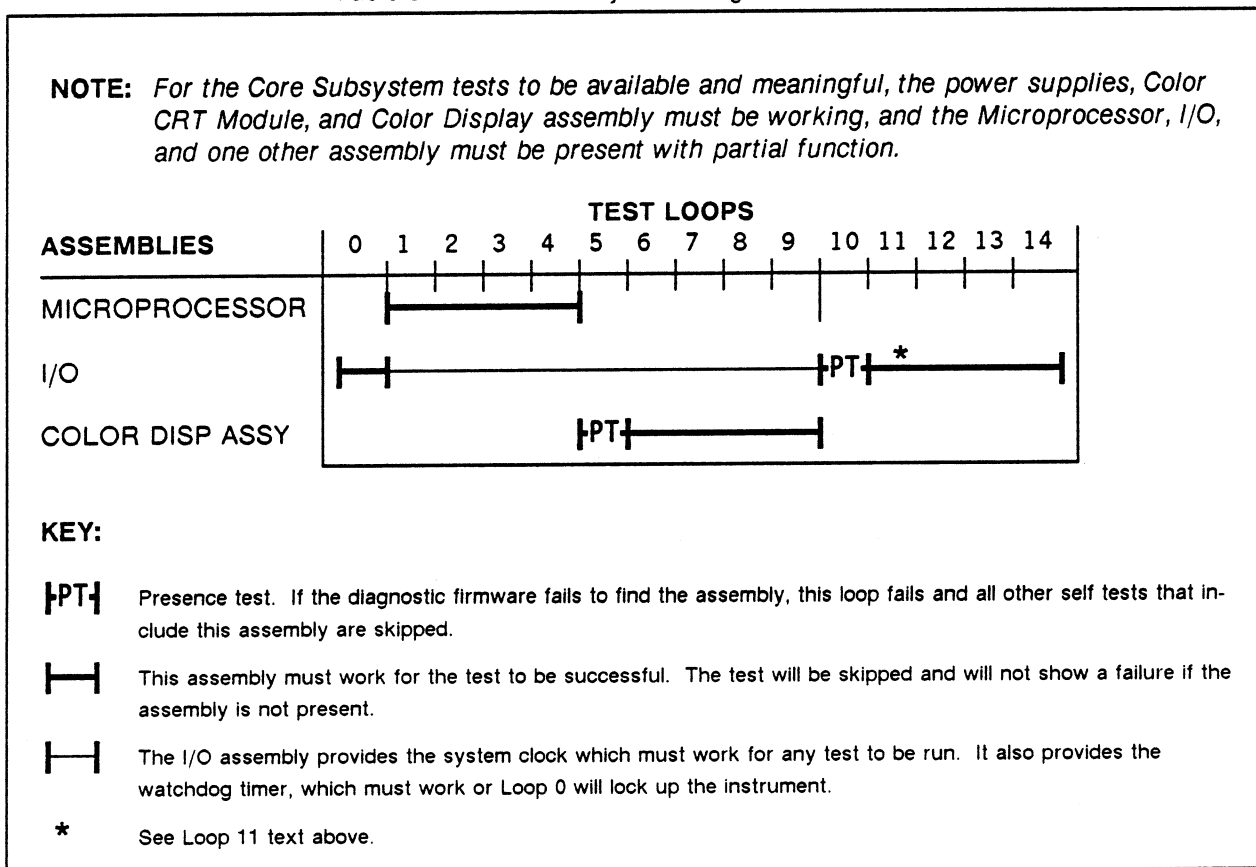 NOTE: For the Core Subsystem tests to be available and meaningful, the power supplies, Color
CRT Module, and Color Display assembly must be working, and the Microprocessor, I/O,
and one other assembly must be present with partial function.
TEST LOOPS
ASSEMBLIES 0 1 2 3 4 5 6 7 8 9 10 11 12 13 14
MICROPROCESSOR
I/O PT *
COLOR DISP ASSY PT
KEY:
PT Presence test. If the diagnostic firmware fails to find the assembly, this loop fails and all other self tests that in-
clude this assembly are skipped.
This assembly must work for the test to be successful. The test will be skipped and will not show a failure if the
assembly is not present.
The I/O assembly provides the system clock which must work for any test to be run. It also provides the
watchdog timer, which must work or Loop 0 will lock up the instrument.
* See Loop 11 text above.